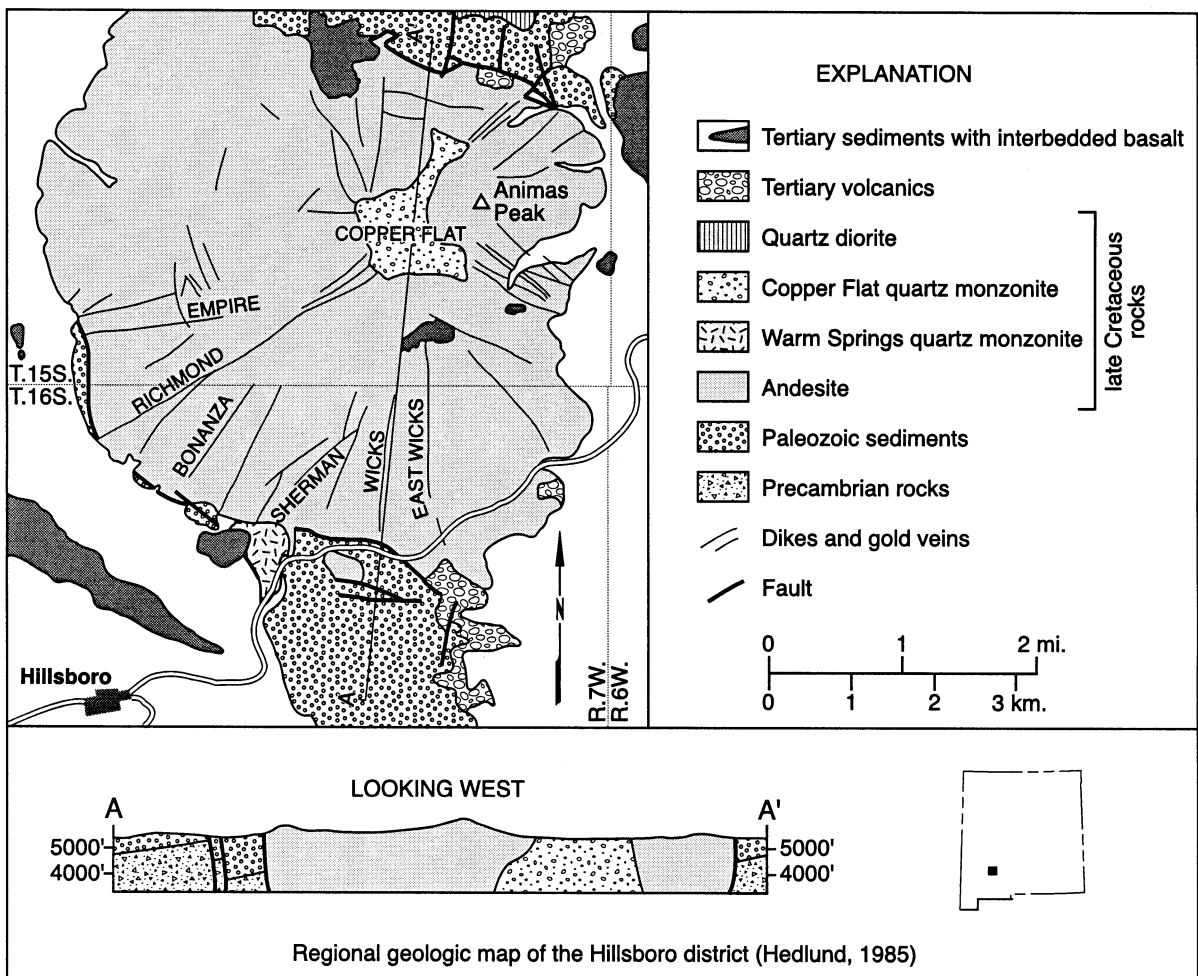 A'
Animas
Peak
COPPER FLAT
EMPIRE
T.15S.
T.16S.
RICHMOND
BONANZA
SHERMAN
WICKS
EAST WICKS
N
Hillsboro
A
R.7W.
R.6W.
EXPLANATION
Tertiary sediments with interbedded basalt
Tertiary volcanics
Quartz diorite
Copper Flat quartz monzonite
Warm Springs quartz monzonite
Andesite
late Cretaceous
rocks
Paleozoic sediments
Precambrian rocks
Dikes and gold veins
Fault
0 1 2 mi.
0 1 2 3 km.
LOOKING WEST
A A'
5000' 5000'
4000' 4000'
Regional geologic map of the Hillsboro district (Hedlund, 1985)